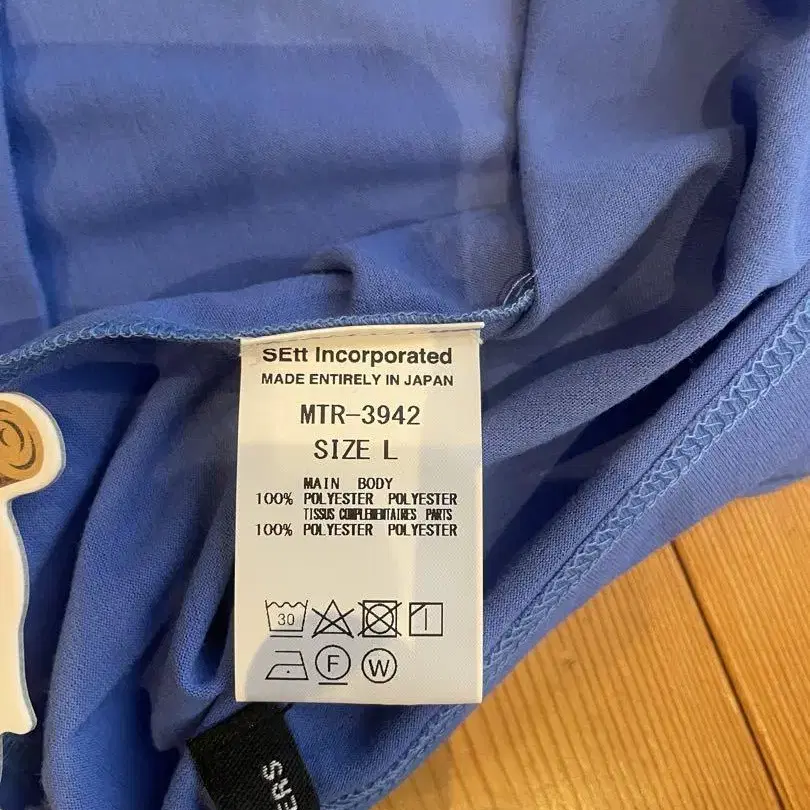 SEtt Incorporated
MADE ENTIRELY IN JAPAN
MTR-3942
SIZE L
MAIN BODY
100% POLYESTER POLYESTER
TISSUS COMPLEMENTAIRES PARTS
100% POLYESTER POLYESTER
30
F W
ERS